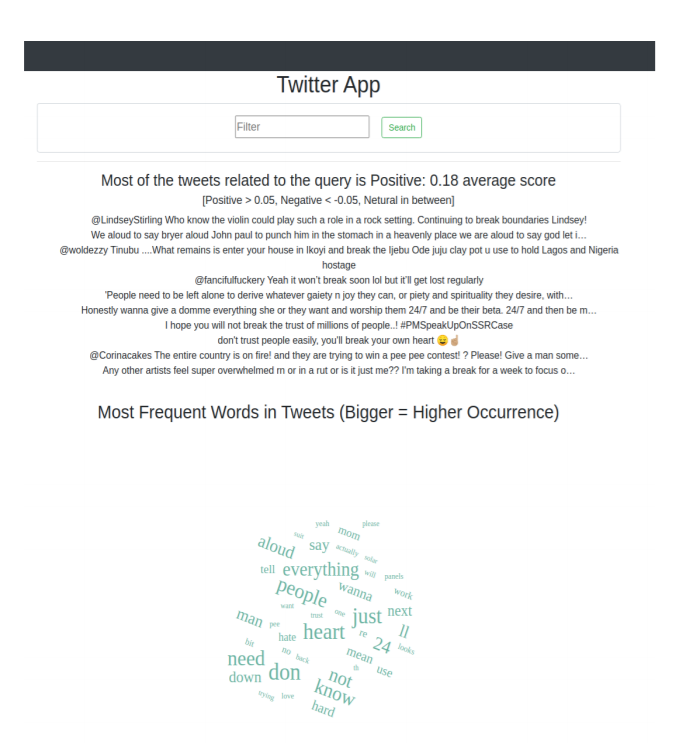 Twitter App
Filter
Search
Most of the tweets related to the query is Positive: 0.18 average score
[Positive > 0.05, Negative < -0.05, Netural in between]
@LindseyStirling Who know the violin could play such a role in a rock setting. Continuing to break boundaries Lindsey!
We aloud to say bryer aloud John paul to punch him in the stomach in a heavenly place we are aloud to say god let i…
@woldezzy Tinubu ....What remains is enter your house in Ikoyi and break the Ijebu Ode juju clay pot u use to hold Lagos and Nigeria
hostage
@fancifulfuckery Yeah it won't break soon lol but it'll get lost regularly
'People need to be left alone to derive whatever gaiety n joy they can, or piety and spirituality they desire, with…
Honestly wanna give a domme everything she or they want and worship them 24/7 and be their beta. 24/7 and then be m…
I hope you will not break the trust of millions of people..! #PMSpeakUpOnSSRCase
don't trust people easily, you'll break your own heart 😄☝🏽
@Corinacakes The entire country is on fire! and they are trying to win a pee pee contest! ? Please! Give a man some…
Any other artists feel super overwhelmed rn or in a rut or is it just me?? I'm taking a break for a week to focus o…
Most Frequent Words in Tweets (Bigger = Higher Occurrence)
yeah please
suit mom
aloud say actually solar
tell everything will panels
people wanna work
want trust one just next
man pee hate heart re 24 ll looks
bit no back mean
need don not th use
down know
trying love hard